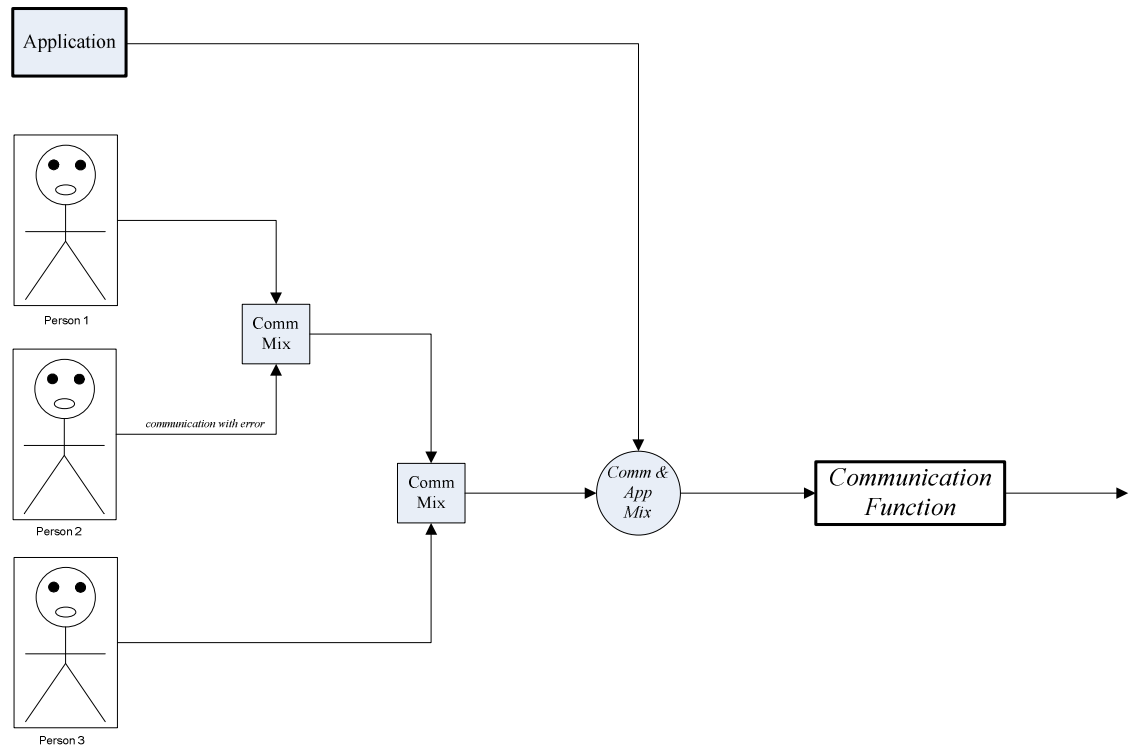 Application
Person 1
Comm
Mix
communication with error
Person 2
Comm
Mix
Comm &
App
Mix
Communication
Function
Person 3